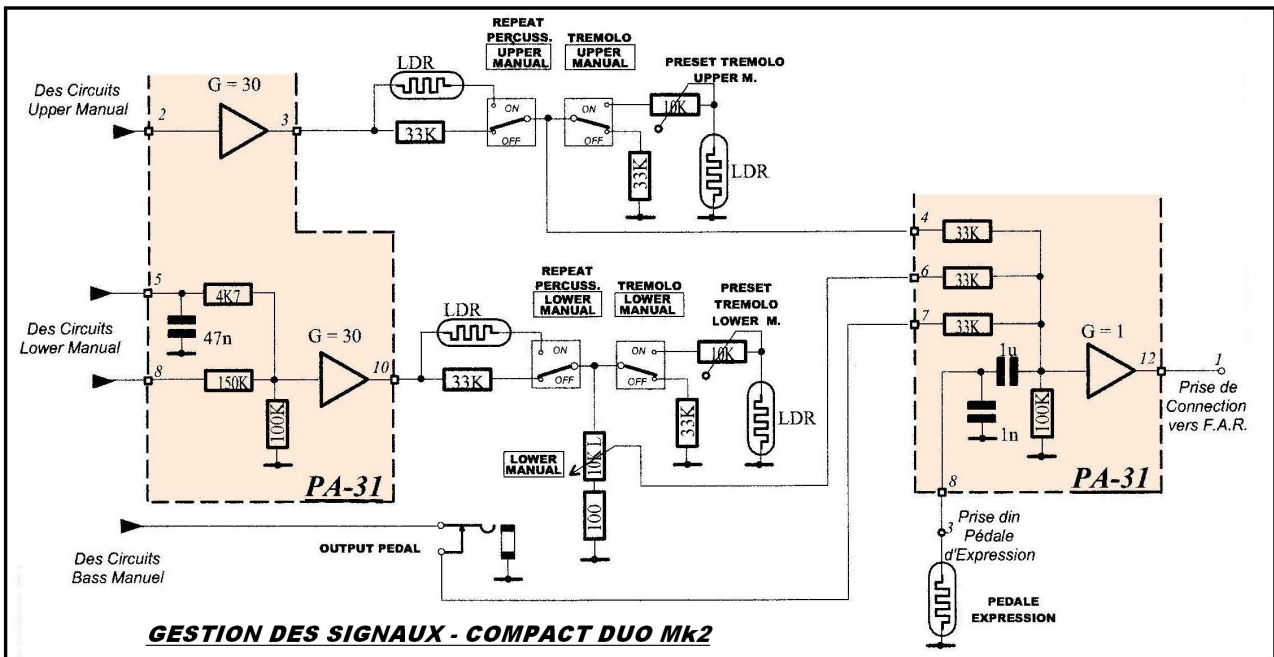 REPEAT
PERCUSS.
UPPER
MANUAL
TREMOLO
UPPER
MANUAL
PRESET TREMOLO
UPPER M.
LDR
G = 30
Des Circuits
Upper Manual
2
3
ON
OFF
ON
OFF
33K
10K
33K
LDR
4
33K
6
33K
7
33K
5
4K7
47n
Des Circuits
Lower Manual
8
150K
100K
G = 30
10
PA-31
REPEAT
PERCUSS.
LOWER
MANUAL
TREMOLO
LOWER
MANUAL
PRESET
TREMOLO
LOWER M.
LDR
ON
OFF
ON
OFF
33K
10K
33K
LDR
LOWER
MANUAL
10K L
100
G = 1
1u
1n
100K
12
1
Prise de
Connection
vers F.A.R.
PA-31
8
3
Prise din
Pédale
d'Expression
PEDALE
EXPRESSION
OUTPUT PEDAL
Des Circuits
Bass Manuel
GESTION DES SIGNAUX - COMPACT DUO Mk2